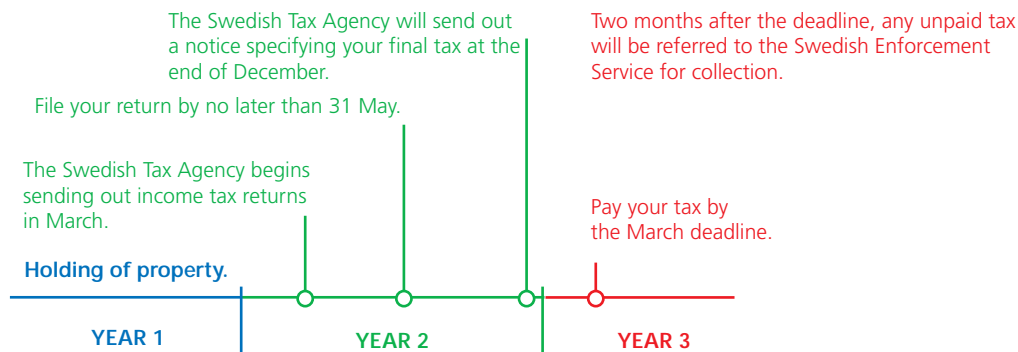 The Swedish Tax Agency will send out
a notice specifying your final tax at the
end of December.
Two months after the deadline, any unpaid tax
will be referred to the Swedish Enforcement
Service for collection.
File your return by no later than 31 May.
The Swedish Tax Agency begins
sending out income tax returns
in March.
Pay your tax by
the March deadline.
Holding of property.
YEAR 1
YEAR 2
YEAR 3